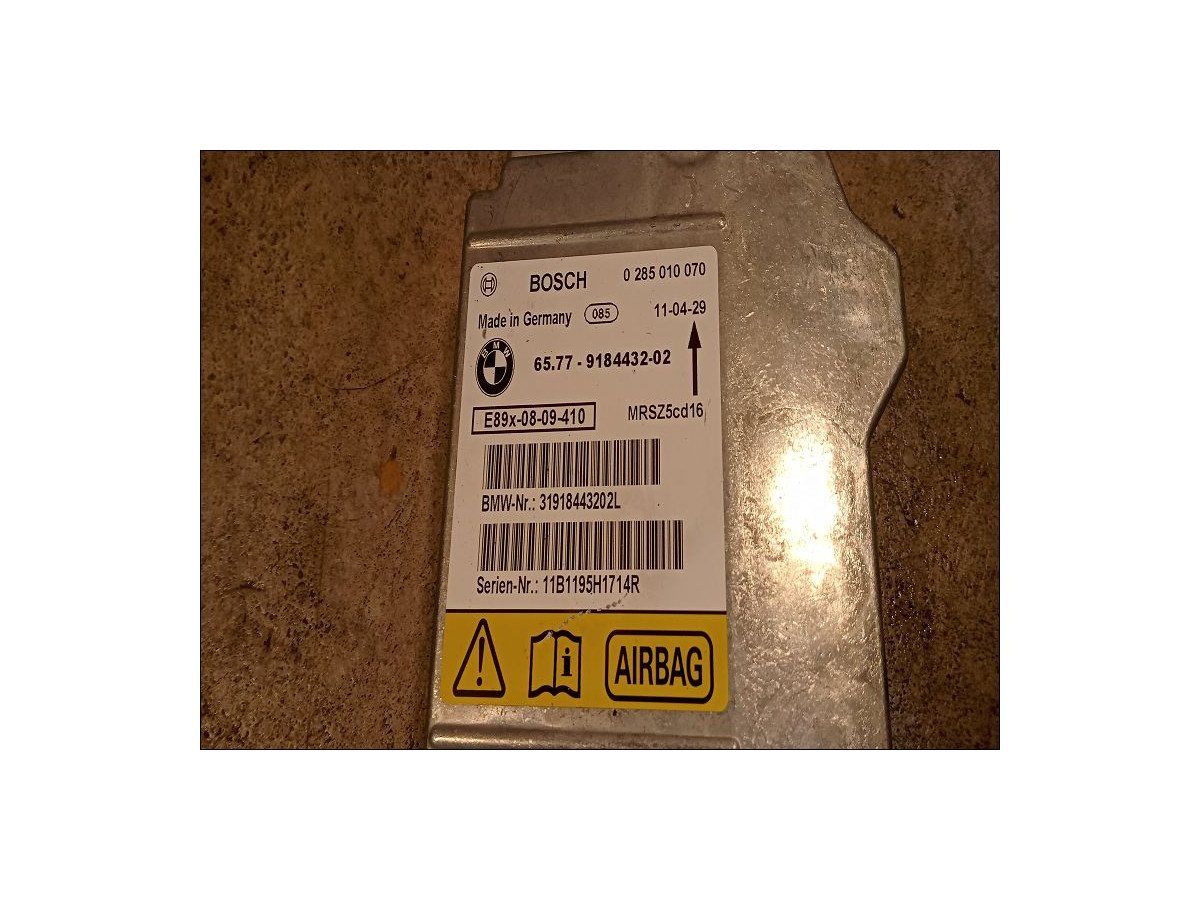 BOSCH 0 285 010 070
Made in Germany 085 11-04-29
BMW 65.77 - 9184432-02
E89x-08-09-410 MRSZ5cd16
BMW-Nr.: 31918443202L
Serien-Nr.: 11B1195H1714R
i AIRBAG